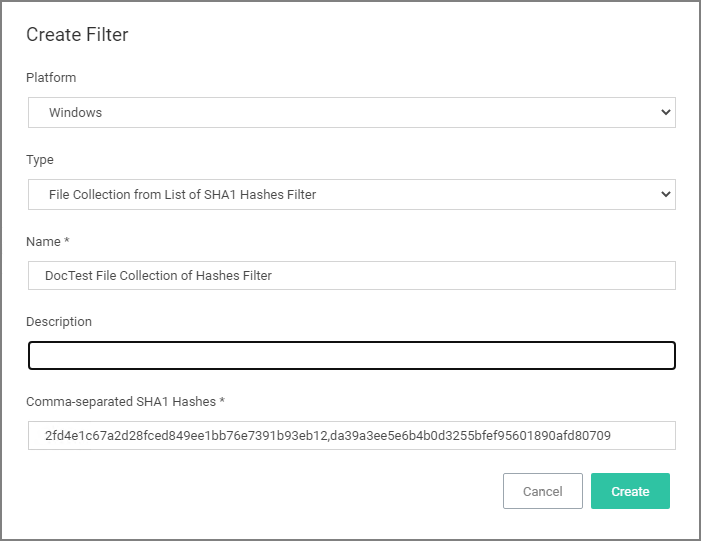 Create Filter
Platform
Windows
Type
File Collection from List of SHA1 Hashes Filter
Name *
DocTest File Collection of Hashes Filter
Description
Comma-separated SHA1 Hashes *
2fd4e1c67a2d28fced849ee1bb76e7391b93eb12,da39a3ee5e6b4b0d3255bfef95601890afd80709
Cancel
Create